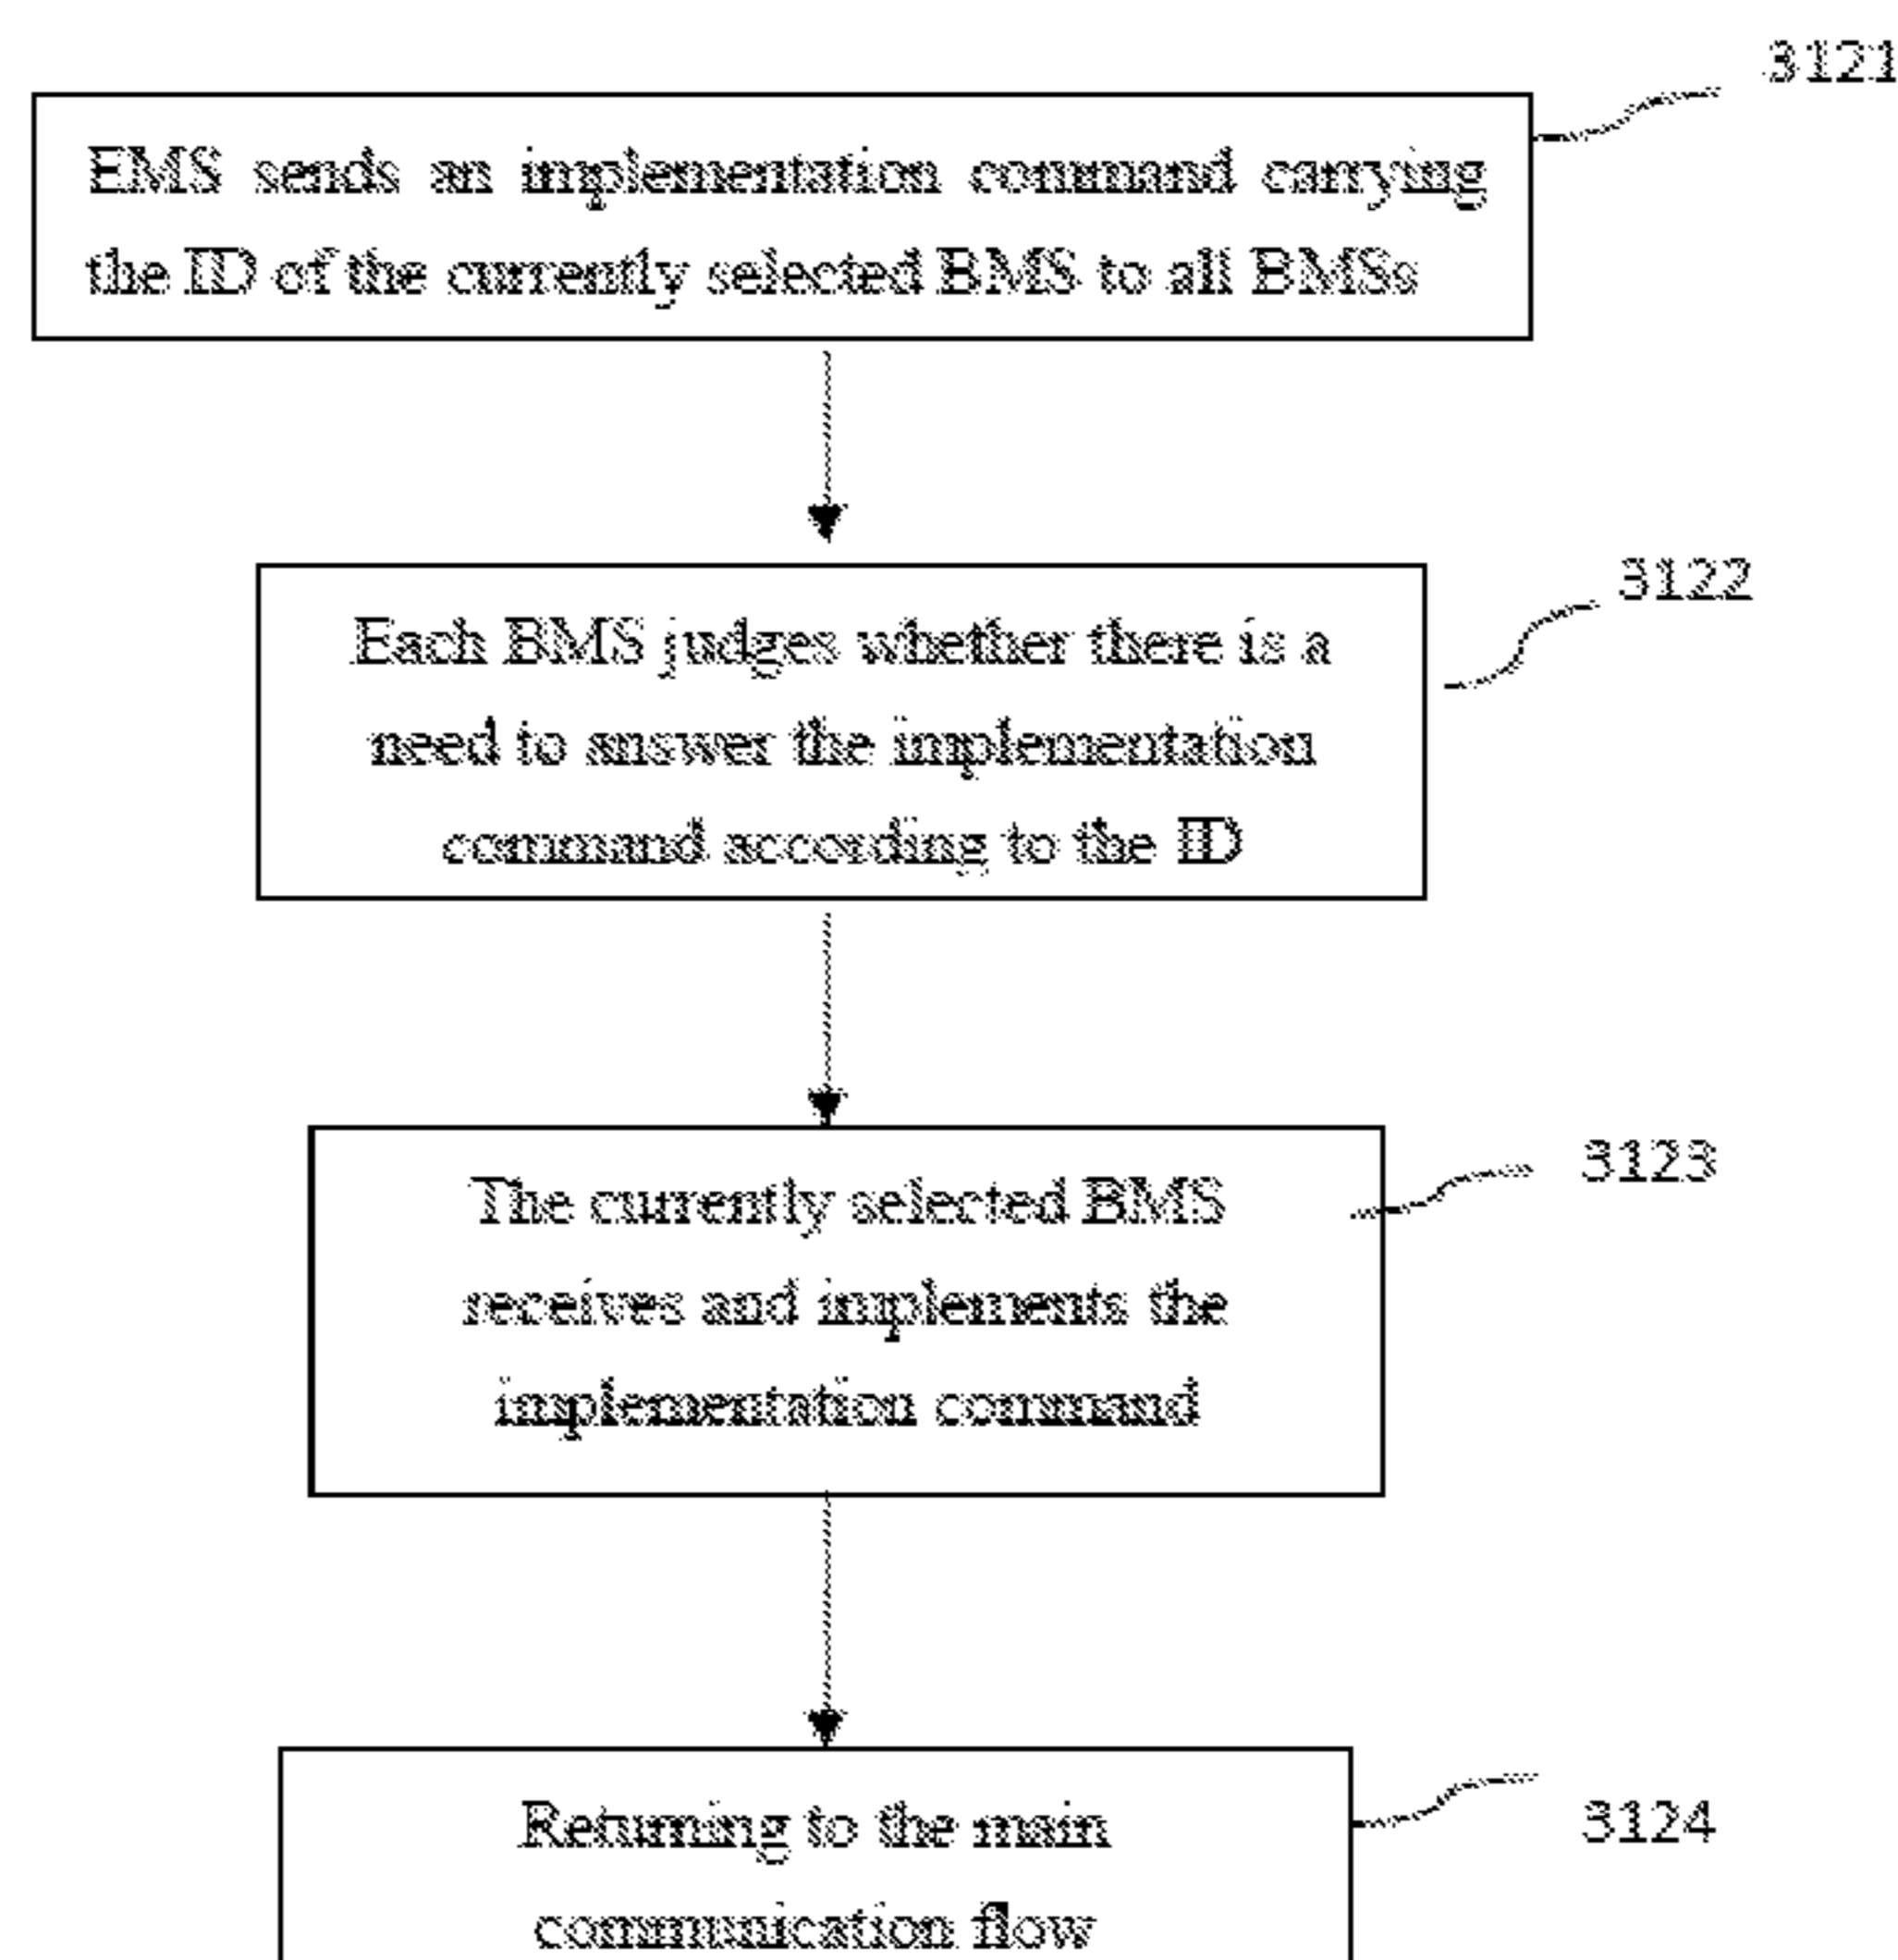 3121
EMS sends an implementation command carrying
the ID of the currently selected BMS to all BMSs
3122
Each BMS judges whether there is a
need to answer the implementation
command according to the ID
3123
The currently selected BMS
receives and implements the
implementation command
Returning to the main
3124
communication flow